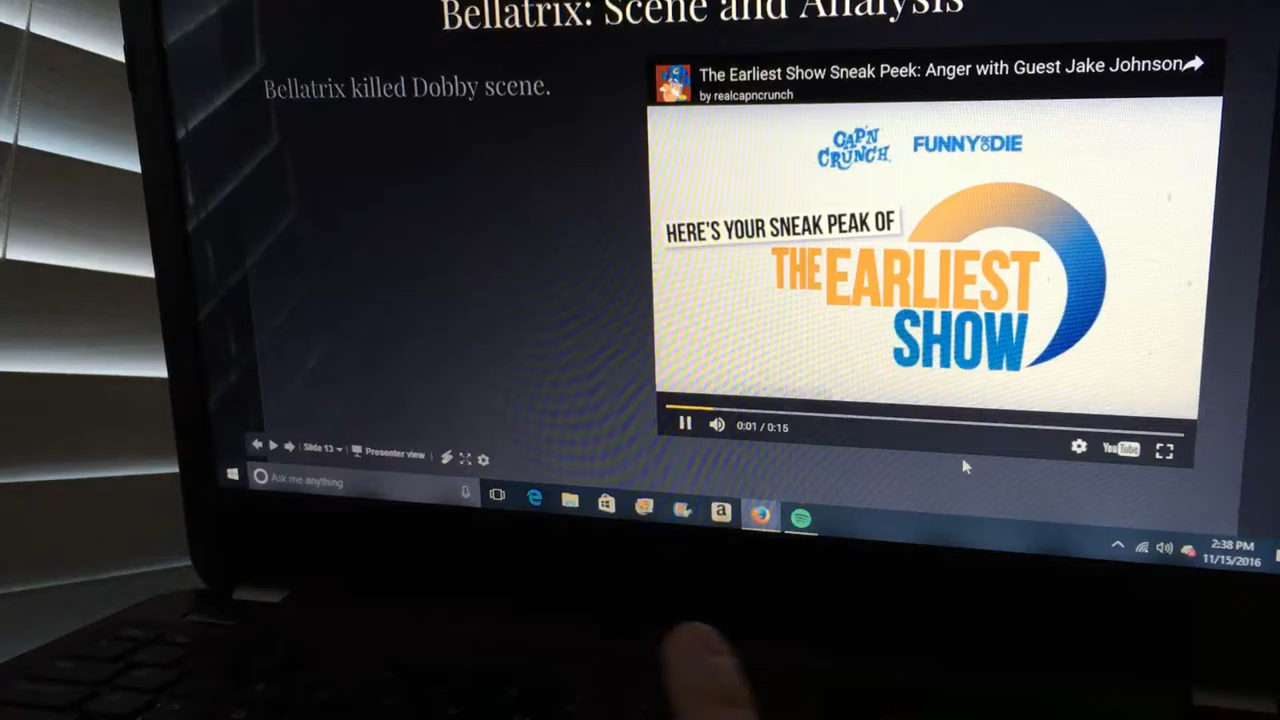 Bellatrix: Scene and Analysis
Bellatrix killed Dobby scene.
The Earliest Show Sneak Peek: Anger with Guest Jake Johnson
by realcapncrunch
CAP'N
CRUNCH
FUNNY OR DIE
HERE'S YOUR SNEAK PEAK OF
THE EARLIEST
SHOW
0:01 / 0:15
YouTube
Slide 13
Presenter view
Ask me anything
a
2:38 PM
11/15/2016